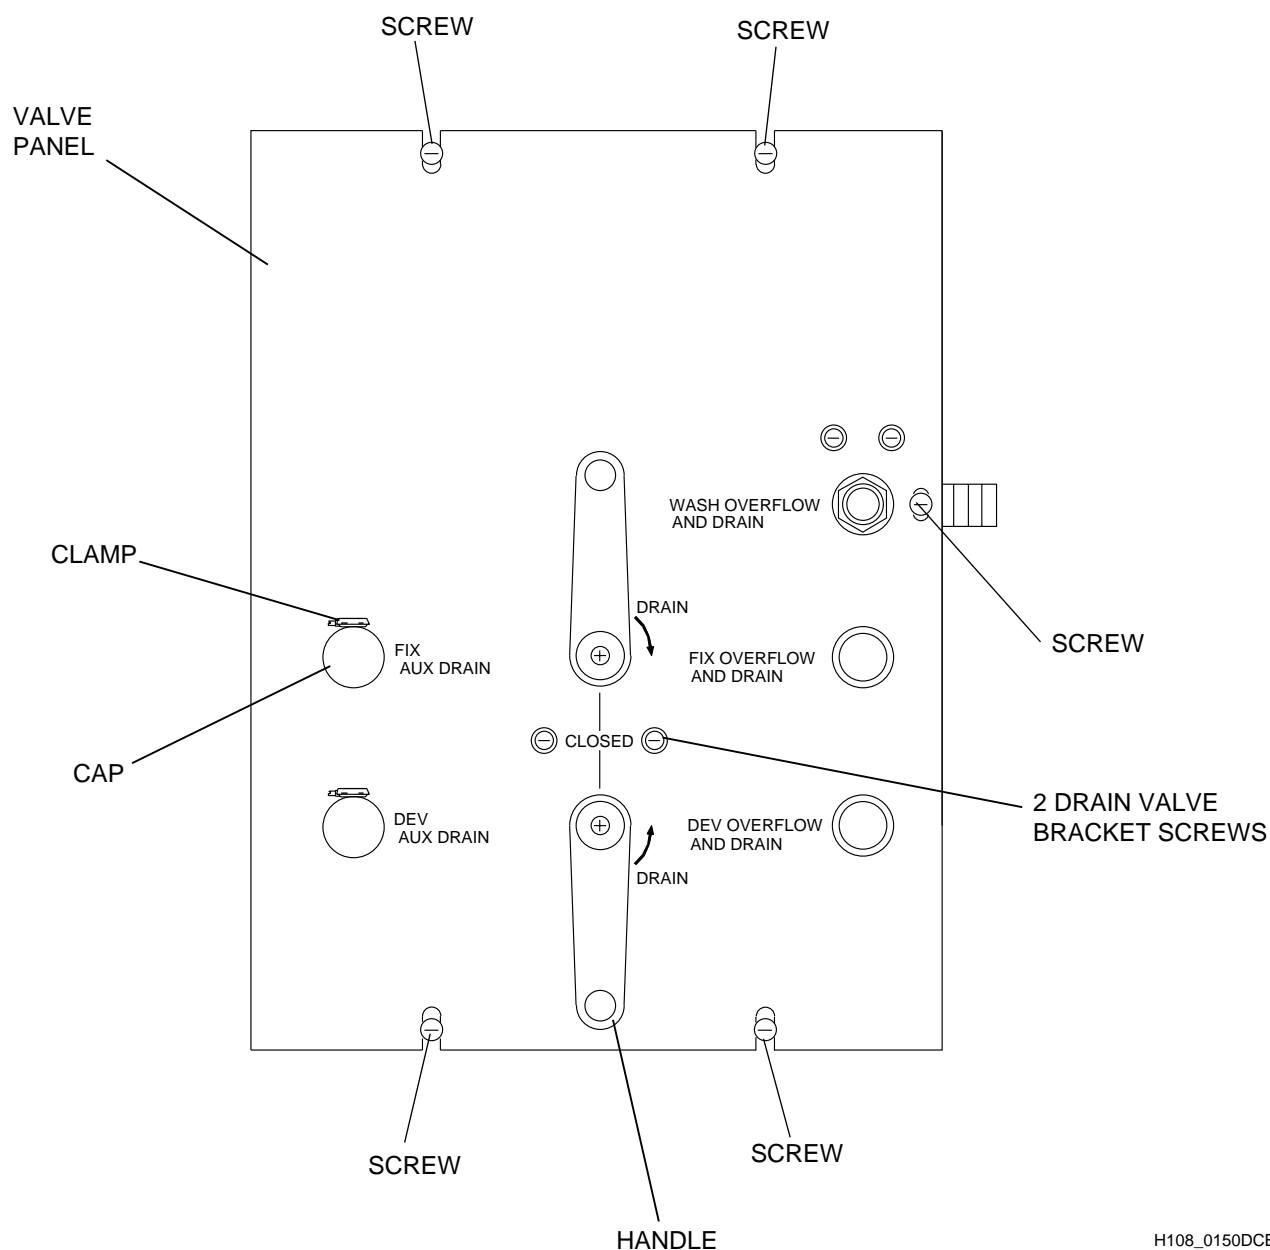 SCREW
SCREW
VALVE
PANEL
WASH OVERFLOW
AND DRAIN
CLAMP
DRAIN
FIX
AUX DRAIN
FIX OVERFLOW
AND DRAIN
SCREW
CLOSED
CAP
2 DRAIN VALVE
BRACKET SCREWS
DEV
AUX DRAIN
DEV OVERFLOW
AND DRAIN
DRAIN
SCREW
SCREW
HANDLE